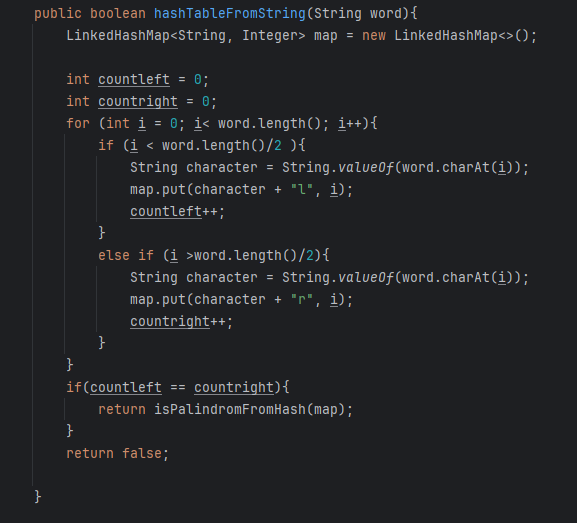 public boolean hashTableFromString(String word){
LinkedHashMap<String, Integer> map = new LinkedHashMap<>();
int countleft = 0;
int countright = 0;
for (int i = 0; i< word.length(); i++){
if (i < word.length()/2 ){
String character = String.valueOf(word.charAt(i));
map.put(character + "l", i);
countleft++;
}
else if (i >word.length()/2){
String character = String.valueOf(word.charAt(i));
map.put(character + "r", i);
countright++;
}
}
if(countleft == countright){
return isPalindromFromHash(map);
}
return false;
}